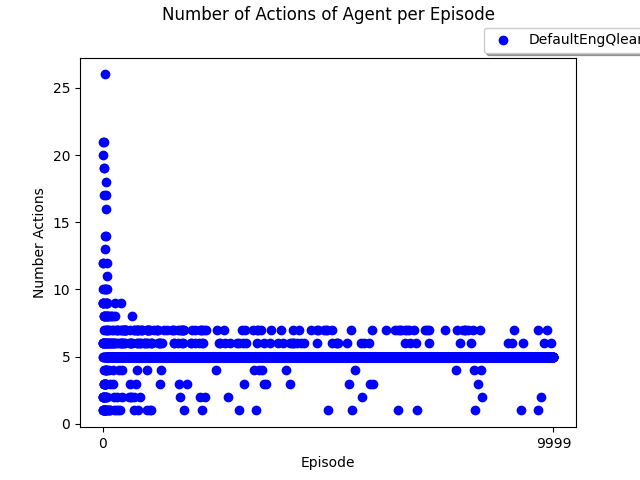 Number of Actions of Agent per Episode
DefaultEngQlear
25
20
15
10
5
0
Number Actions
0 9999
Episode